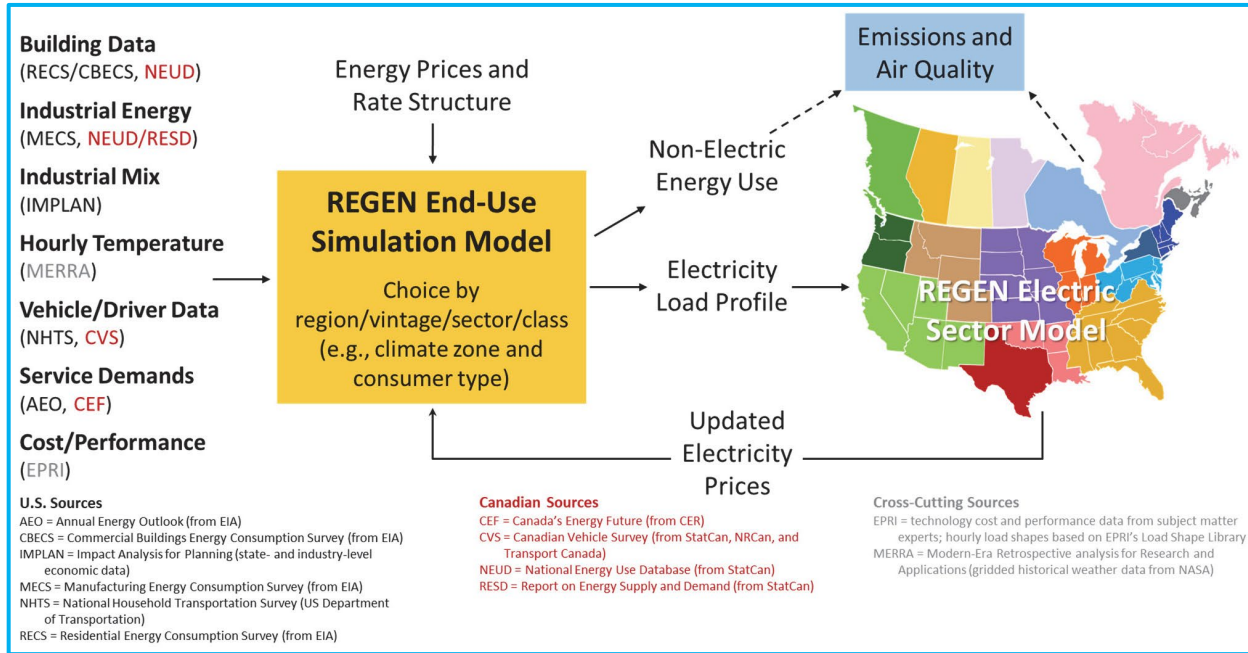 Building Data
(RECS/CBECS, NEUD)
Industrial Energy
(MECS, NEUD/RESD)
Industrial Mix
(IMPLAN)
Hourly Temperature
(MERRA)
Vehicle/Driver Data
(NHTS, CVS)
Service Demands
(AEO, CEF)
Cost/Performance
(EPRI)
Energy Prices and
Rate Structure
REGEN End-Use
Simulation Model
Choice by
region/vintage/sector/class
(e.g., climate zone and
consumer type)
Non-Electric
Energy Use
Electricity
Load Profile
Emissions and
Air Quality
REGEN Electric
Sector Model
Updated
Electricity
Prices
U.S. Sources
AEO = Annual Energy Outlook (from EIA)
CBECS = Commercial Buildings Energy Consumption Survey (from EIA)
IMPLAN = Impact Analysis for Planning (state- and industry-level
economic data)
MECS = Manufacturing Energy Consumption Survey (from EIA)
NHTS = National Household Transportation Survey (US Department
of Transportation)
RECS = Residential Energy Consumption Survey (from EIA)
Canadian Sources
CEF = Canada's Energy Future (from CER)
CVS = Canadian Vehicle Survey (from StatCan, NRCan, and
Transport Canada)
NEUD = National Energy Use Database (from StatCan)
RESD = Report on Energy Supply and Demand (from StatCan)
Cross-Cutting Sources
EPRI = technology cost and performance data from subject matter
experts; hourly load shapes based on EPRI's Load Shape Library
MERRA = Modern-Era Retrospective analysis for Research and
Applications (gridded historical weather data from NASA)